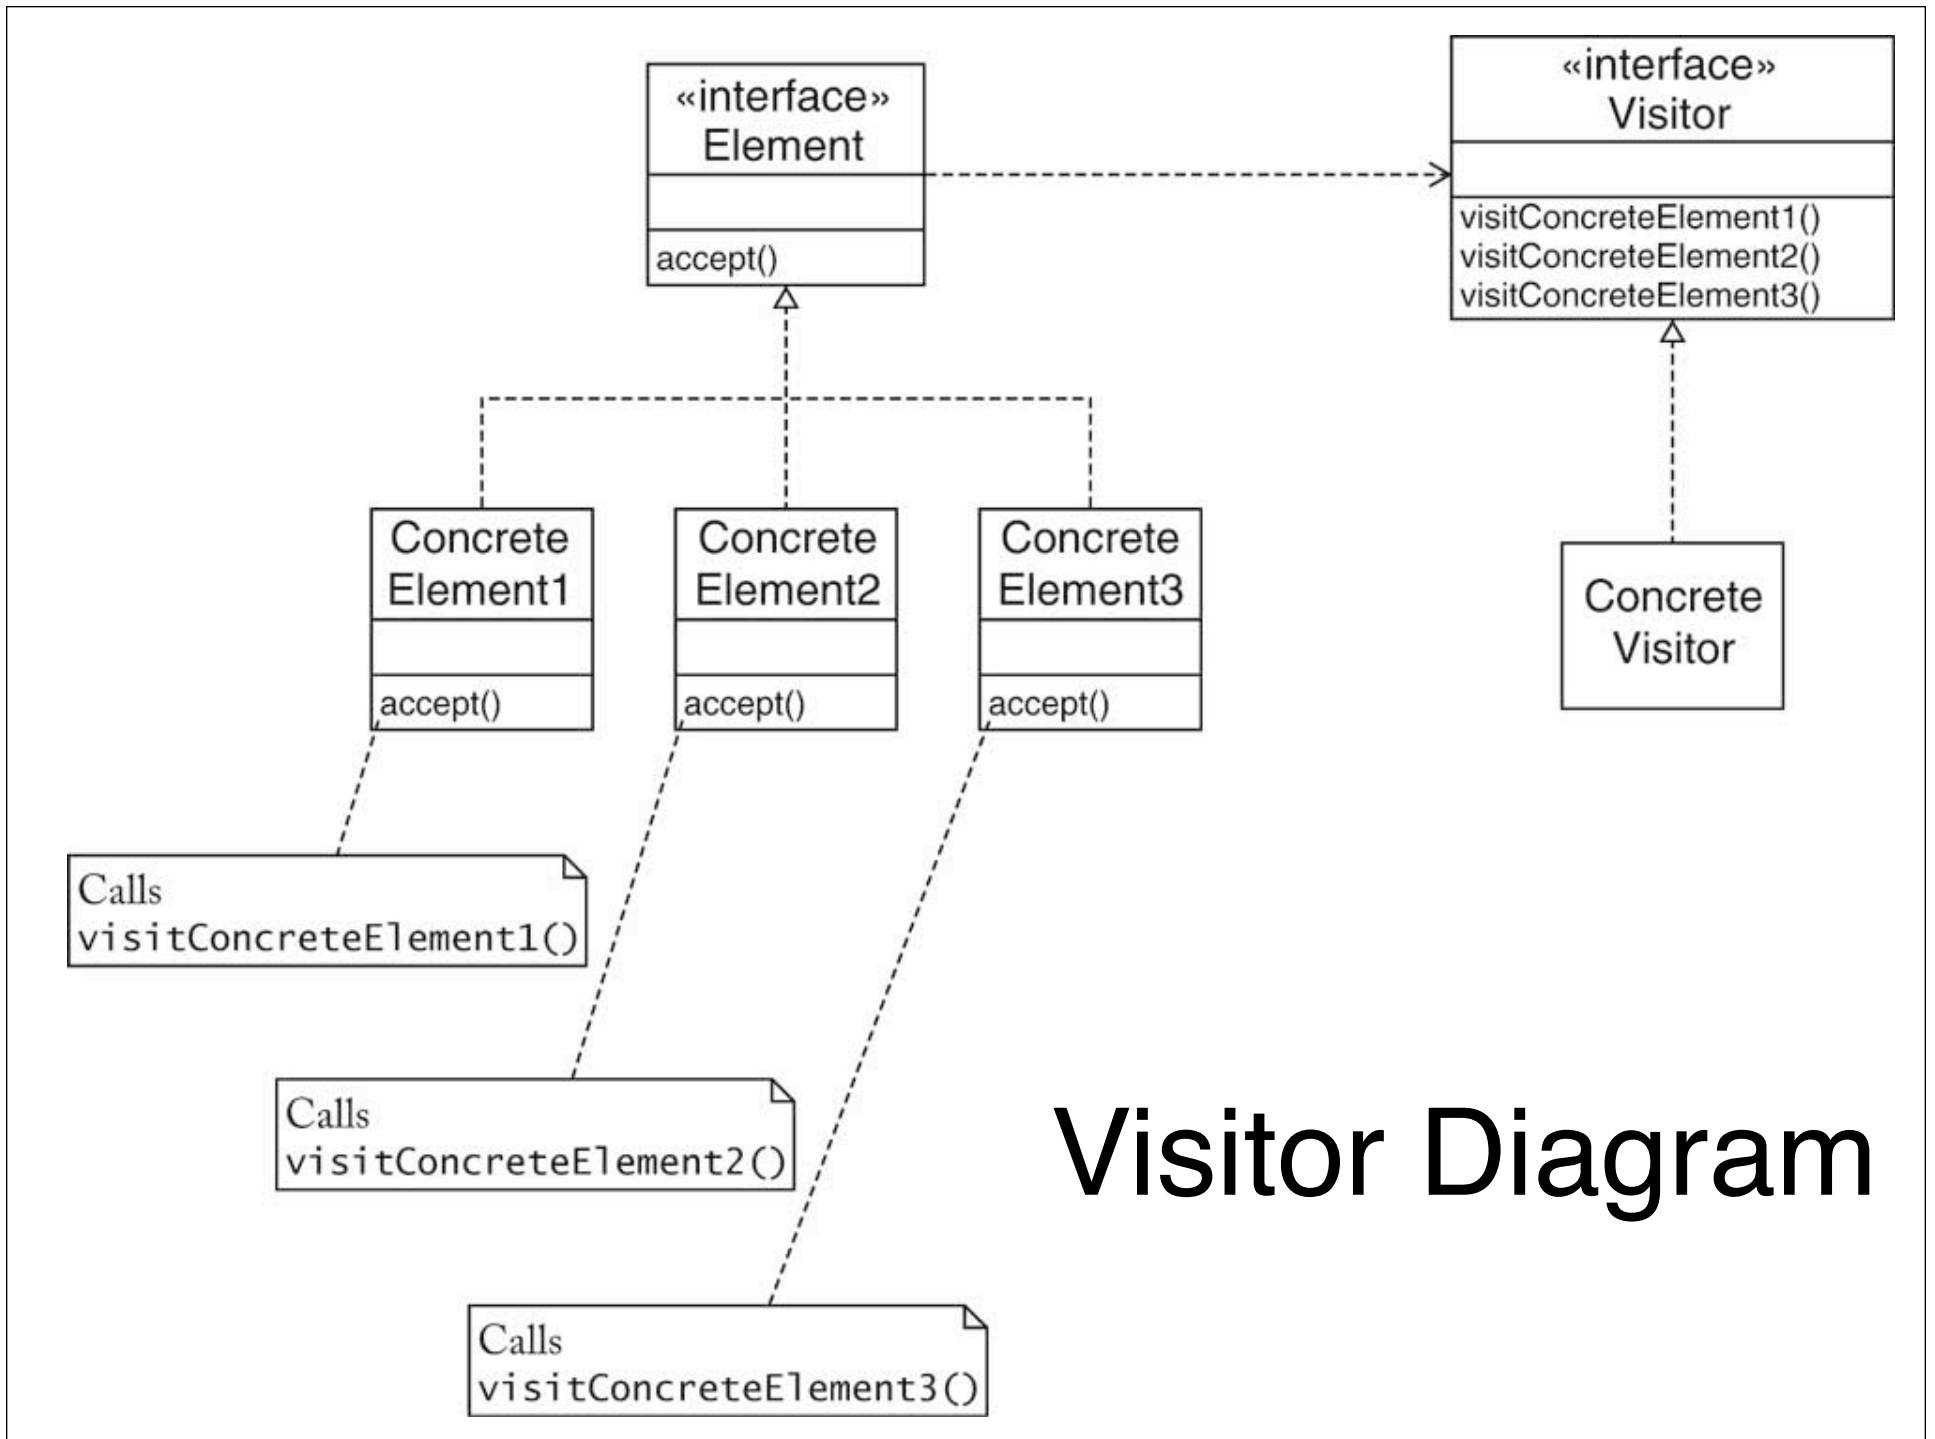 «interface»
Element
accept()
«interface»
Visitor
visitConcreteElement1()
visitConcreteElement2()
visitConcreteElement3()
Concrete
Element1
accept()
Concrete
Element2
accept()
Concrete
Element3
accept()
Concrete
Visitor
Calls
visitConcreteElement1()
Calls
visitConcreteElement2()
Calls
visitConcreteElement3()
Visitor Diagram